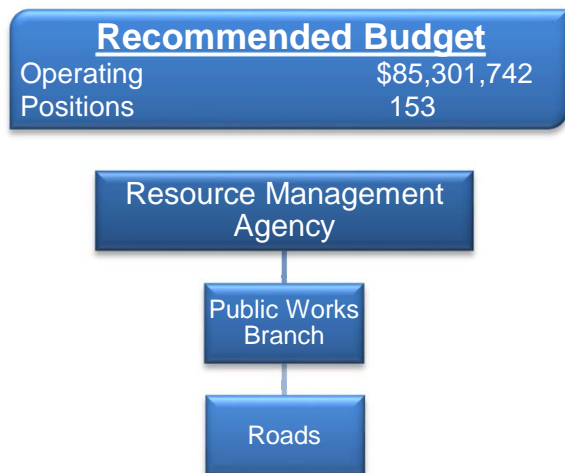 Recommended Budget
Operating $85,301,742
Positions 153
Resource Management
Agency
Public Works
Branch
Roads